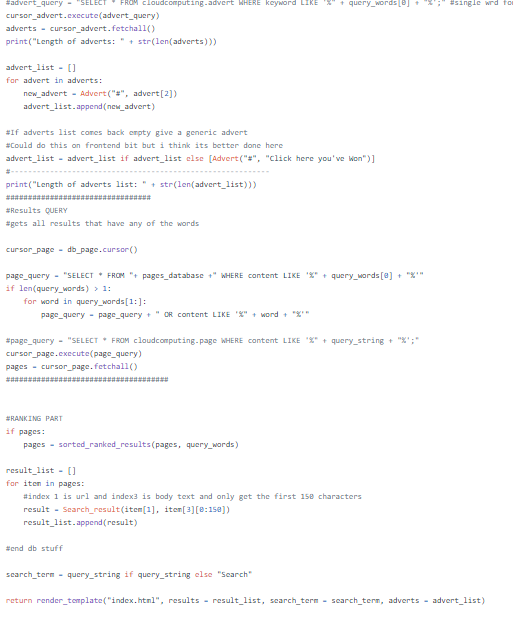 #advert_query = "SELECT * FROM cloudcomputing.advert WHERE keyword LIKE '%" + query_words[0] + "%';" #single wrd for
cursor_advert.execute(advert_query)
adverts = cursor_advert.fetchall()
print("Length of adverts: " + str(len(adverts)))
advert_list = []
for advert in adverts:
    new_advert = Advert("#", advert[2])
    advert_list.append(new_advert)
#If adverts list comes back empty give a generic advert
#Could do this on frontend bit but i think its better done here
advert_list = advert_list if advert_list else [Advert("#", "Click here you've Won")]
#------------------------------------------------------------
print("Length of adverts list: " + str(len(advert_list)))
#################################
#Results QUERY
#gets all results that have any of the words
cursor_page = db_page.cursor()
page_query = "SELECT * FROM "+ pages_database +" WHERE content LIKE '%" + query_words[0] + "%'"
if len(query_words) > 1:
    for word in query_words[1:]:
        page_query = page_query + " OR content LIKE '%" + word + "%'"
#page_query = "SELECT * FROM cloudcomputing.page WHERE content LIKE '%" + query_string + "%';"
cursor_page.execute(page_query)
pages = cursor_page.fetchall()
#####################################
#RANKING PART
if pages:
    pages = sorted_ranked_results(pages, query_words)
result_list = []
for item in pages:
    #index 1 is url and index3 is body text and only get the first 150 characters
    result = Search_result(item[1], item[3][0:150])
    result_list.append(result)
#end db stuff
search_term = query_string if query_string else "Search"
return render_template("index.html", results = result_list, search_term = search_term, adverts = advert_list)